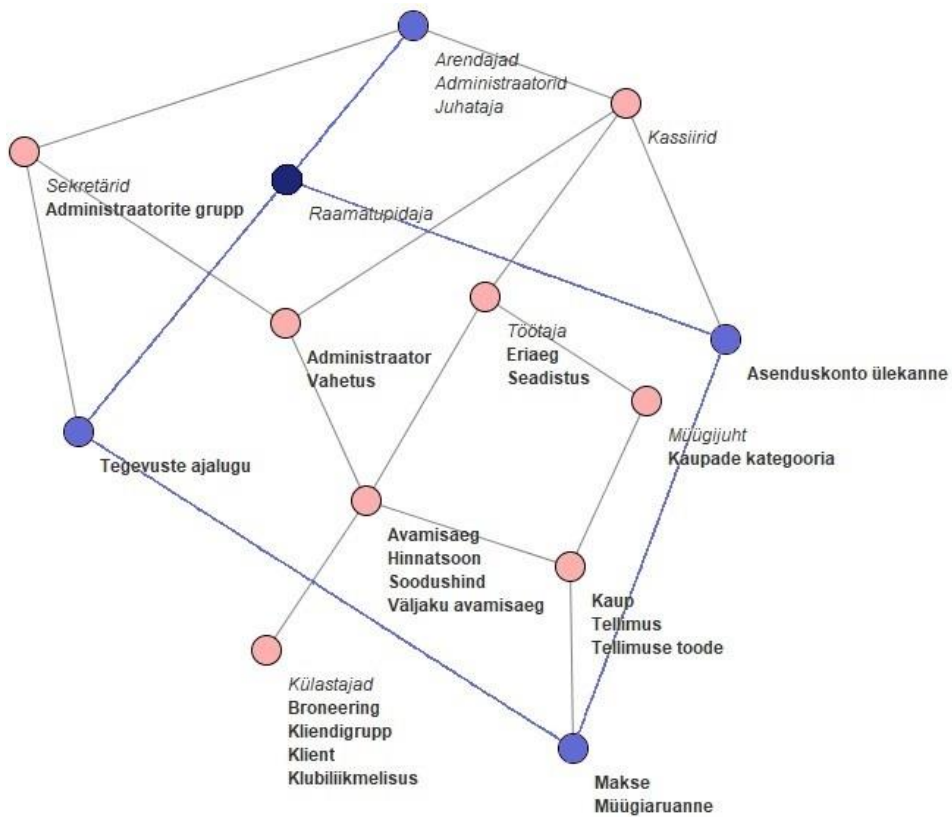 Arendajad
Administraatorid
Juhataja
Kassiirid
Sekretärid
Administraatorite grupp
Raamatupidaja
Administraator
Vahetus
Töötaja
Eriaeg
Seadistus
Asenduskonto ülekanne
Müügijuht
Kaupade kategooria
Tegevuste ajalugu
Avamisaeg
Hinnatsoon
Soodushind
Väljaku avamisaeg
Kaup
Tellimus
Tellimuse toode
Külastajad
Broneering
Kliendigrupp
Klient
Klubiliikmelisus
Makse
Müügiaruanne